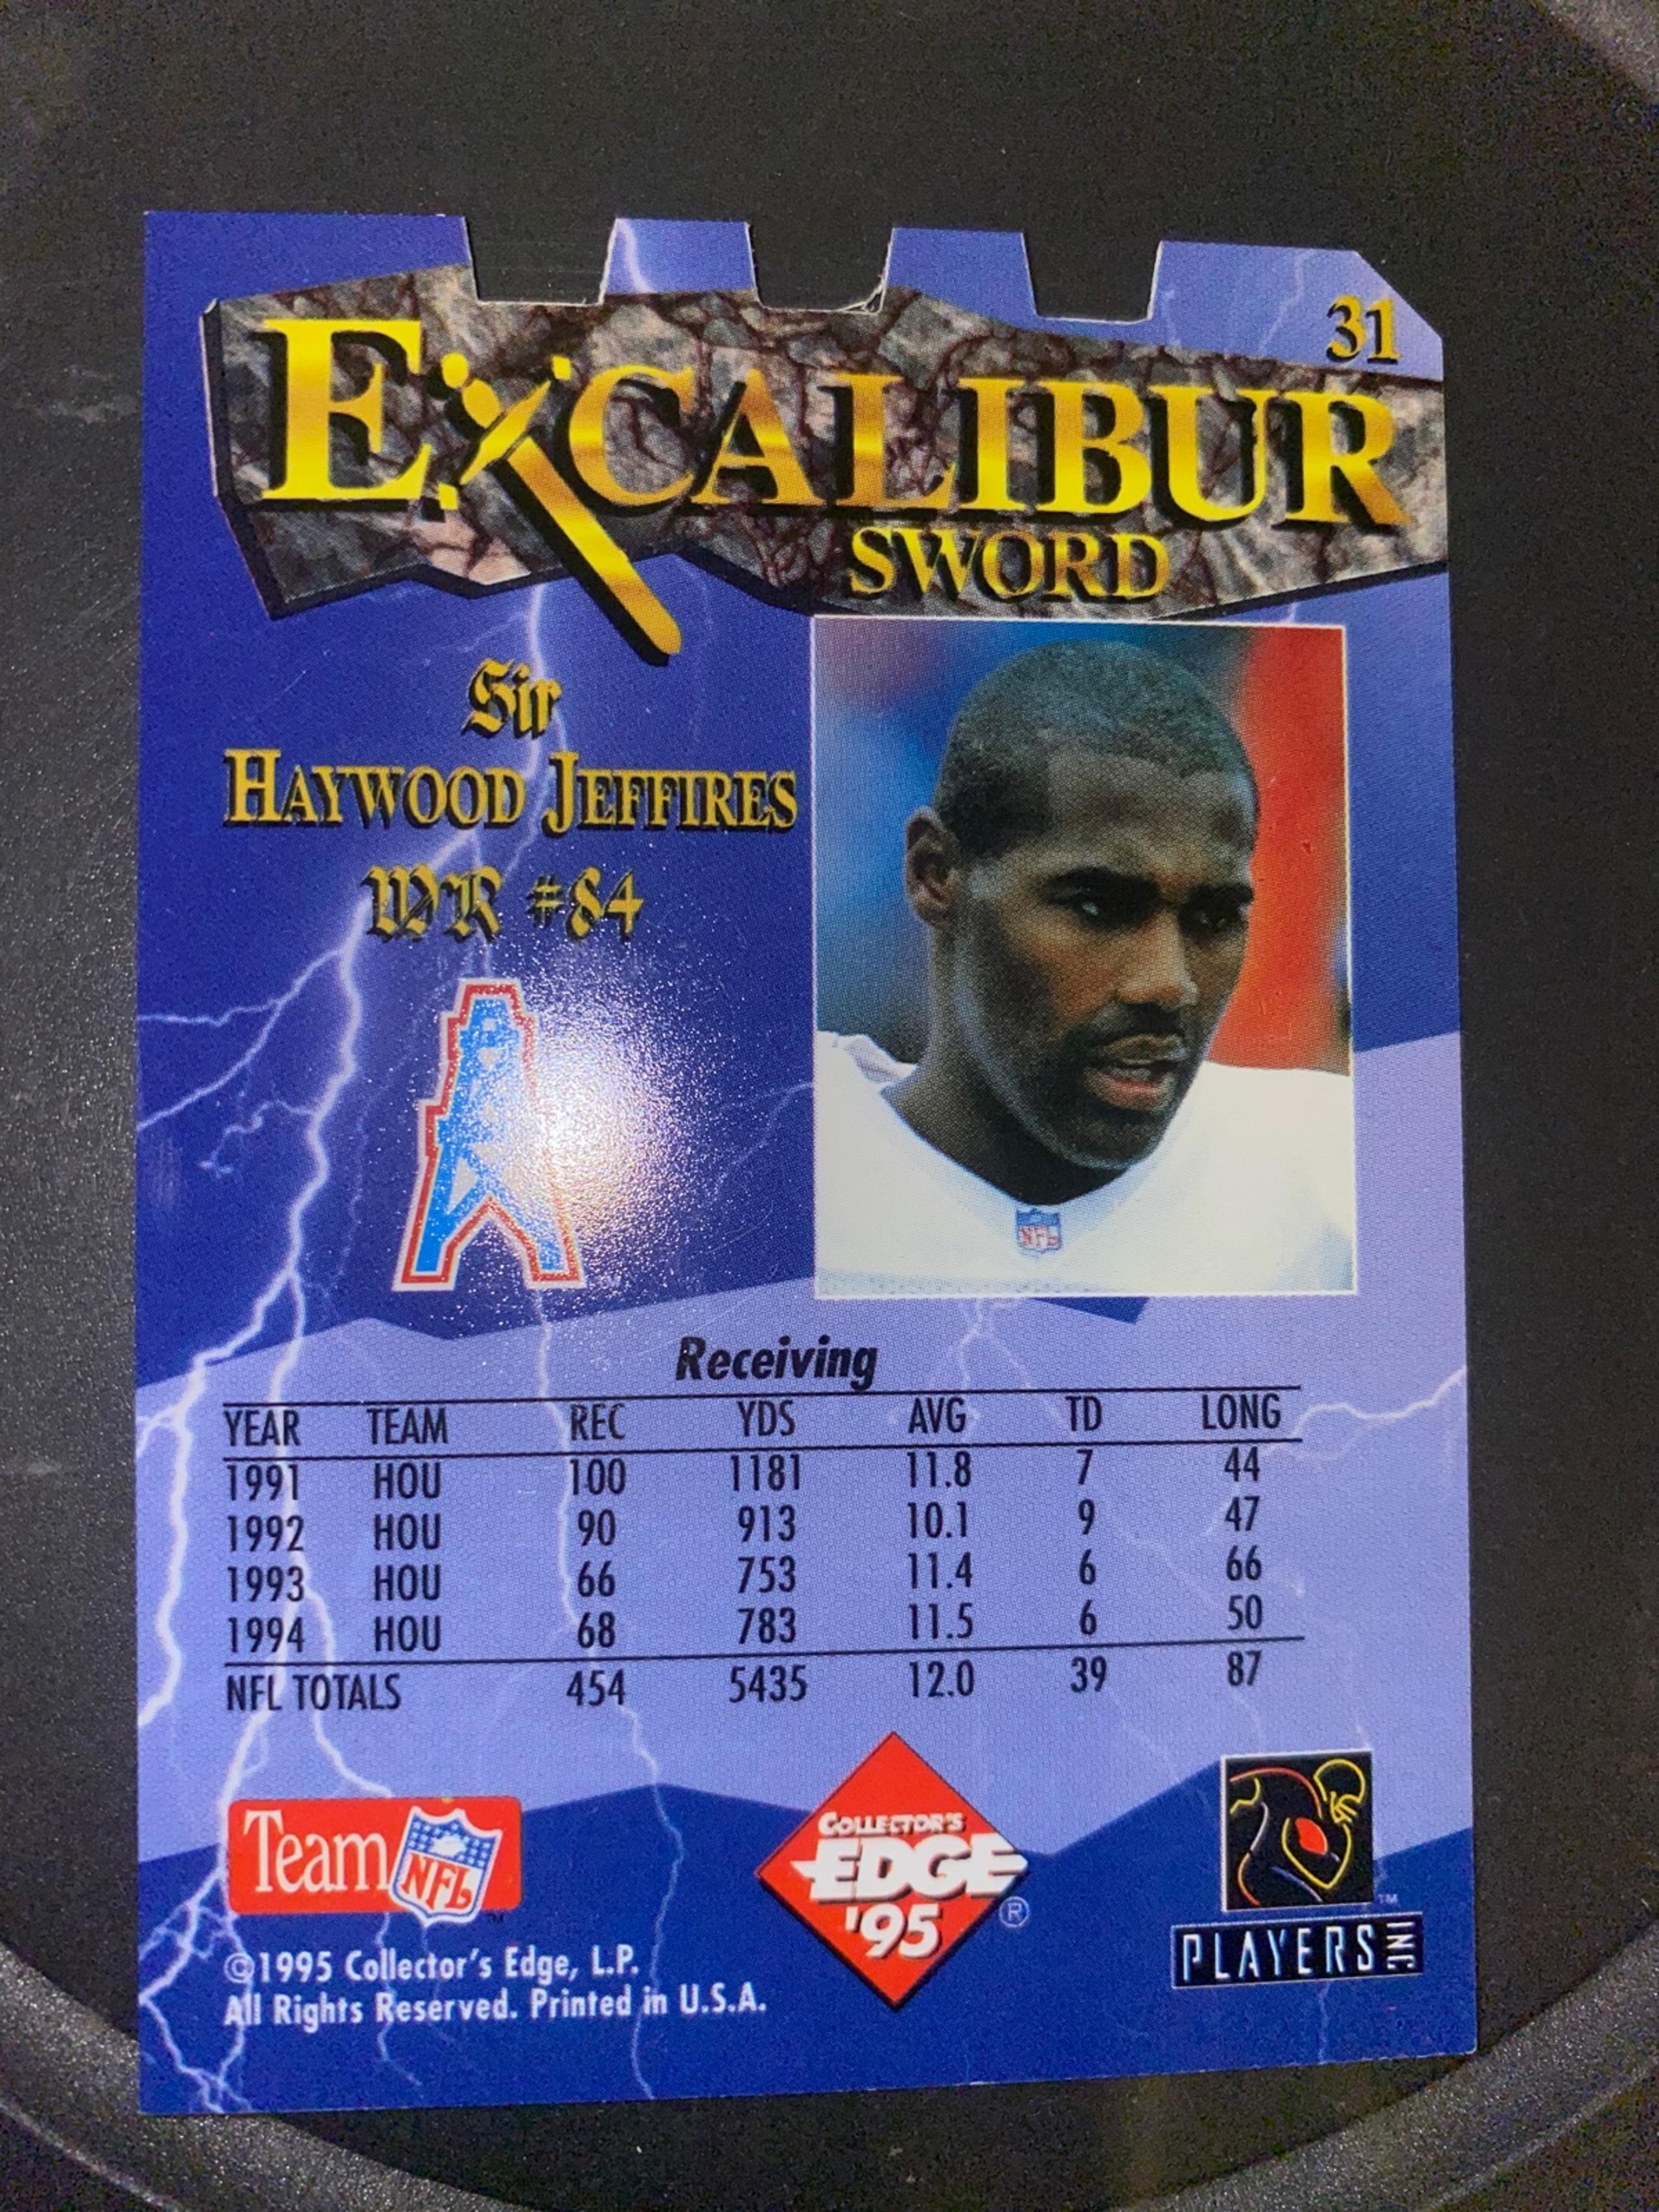 31
EXCALIBUR
SWORD
Sir
HAYWOOD JEFFIRES
WR #84
NFL
Receiving
YEAR TEAM REC YDS AVG TD LONG
1991 HOU 100 1181 11.8 7 44
1992 HOU 90 913 10.1 9 47
1993 HOU 66 753 11.4 6 66
1994 HOU 68 783 11.5 6 50
NFL TOTALS 454 5435 12.0 39 87
Team NFL ™
COLLECTOR'S
EDGE
'95 ®
™
PLAYERS INC
©1995 Collector's Edge, L.P.
All Rights Reserved. Printed in U.S.A.